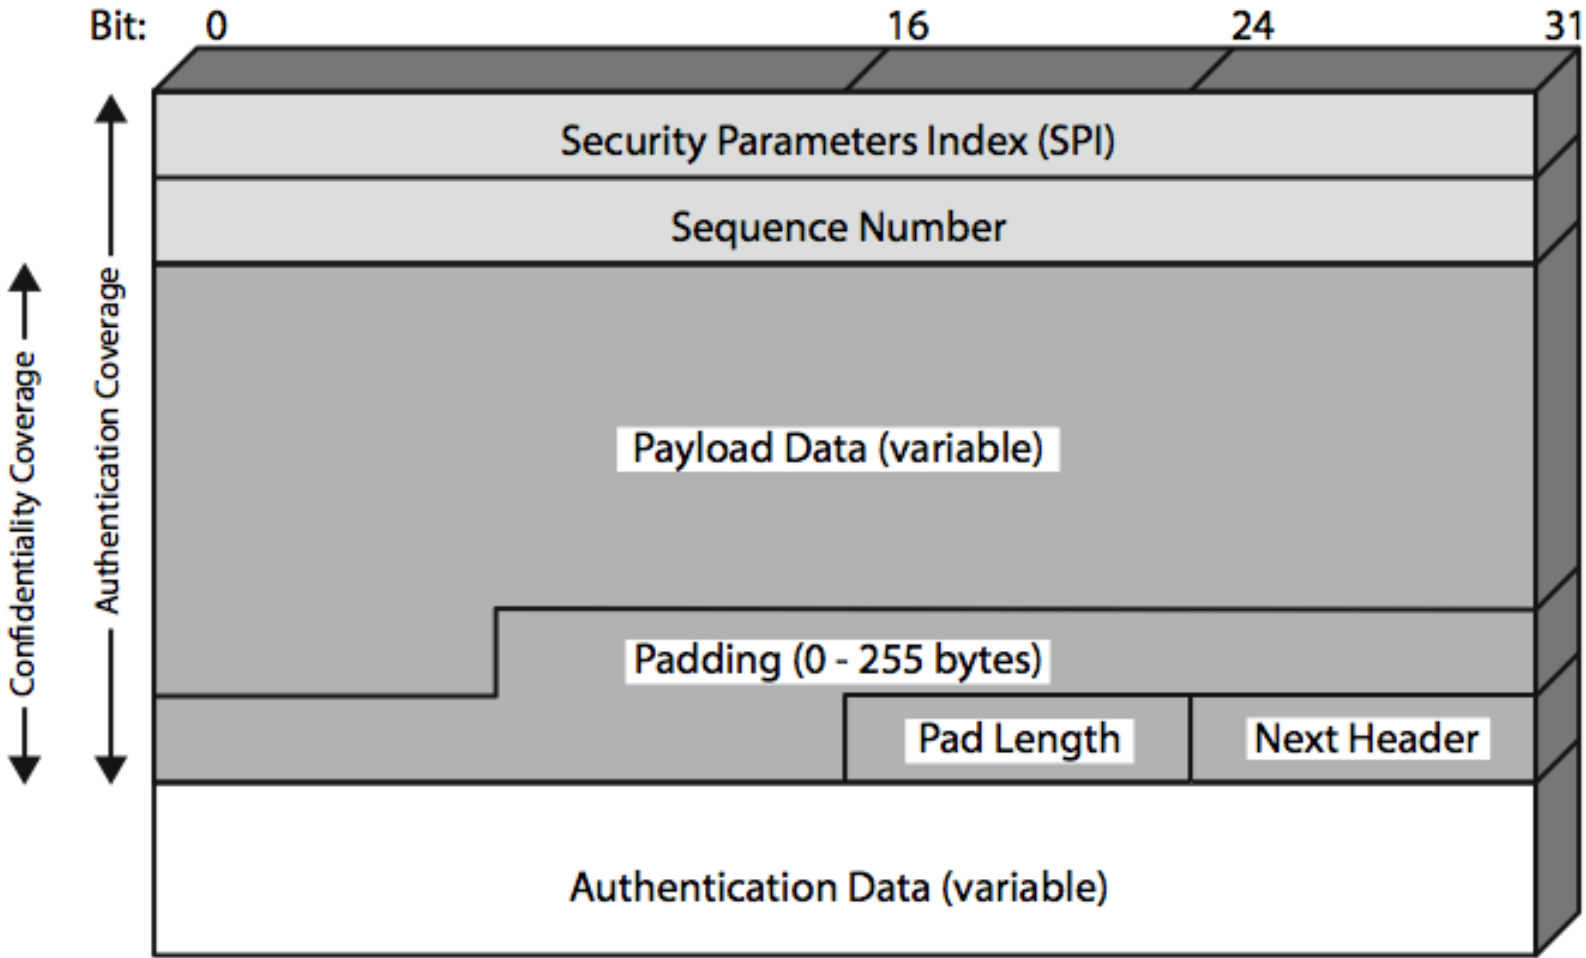 Bit: 0 16 24 31
Security Parameters Index (SPI)
Sequence Number
Payload Data (variable)
Padding (0 - 255 bytes)
Pad Length Next Header
Authentication Data (variable)
Confidentiality Coverage
Authentication Coverage